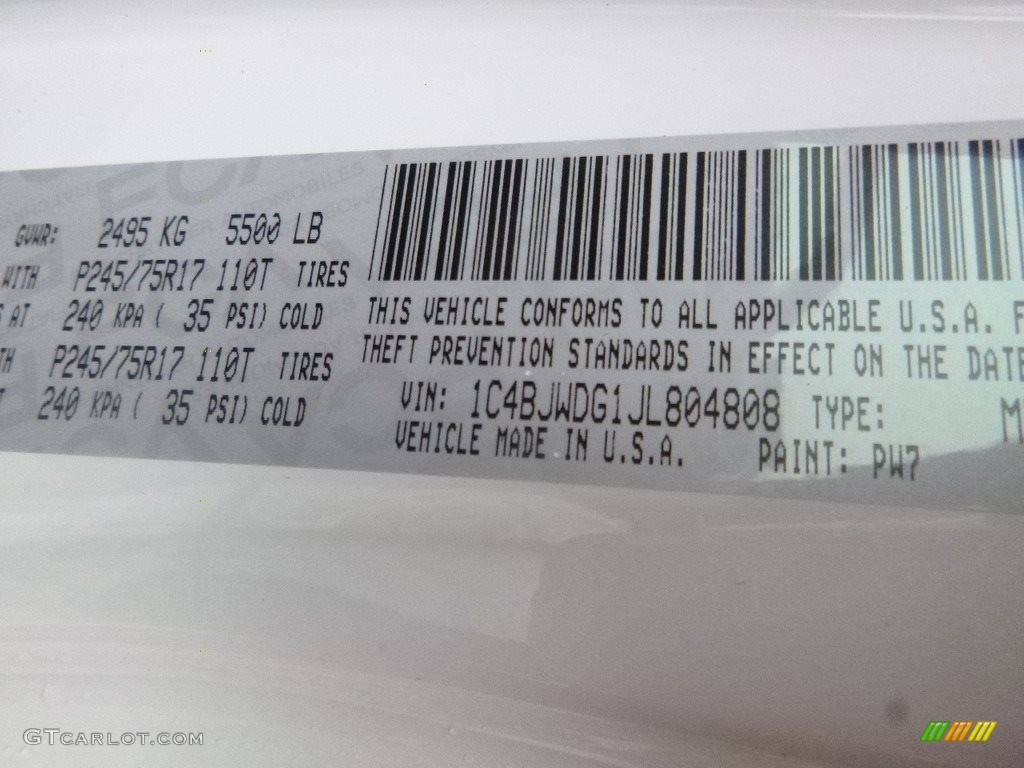 GVWR: 2495 KG 5500 LB
WITH P245/75R17 110T TIRES
AT 240 KPA ( 35 PSI) COLD
P245/75R17 110T TIRES
240 KPA ( 35 PSI) COLD
THIS VEHICLE CONFORMS TO ALL APPLICABLE U.S.A. F
THEFT PREVENTION STANDARDS IN EFFECT ON THE DATE
VIN: 1C4BJWDG1JL804808 TYPE: M
VEHICLE MADE IN U.S.A. PAINT: PW7
GTCARLOT.COM